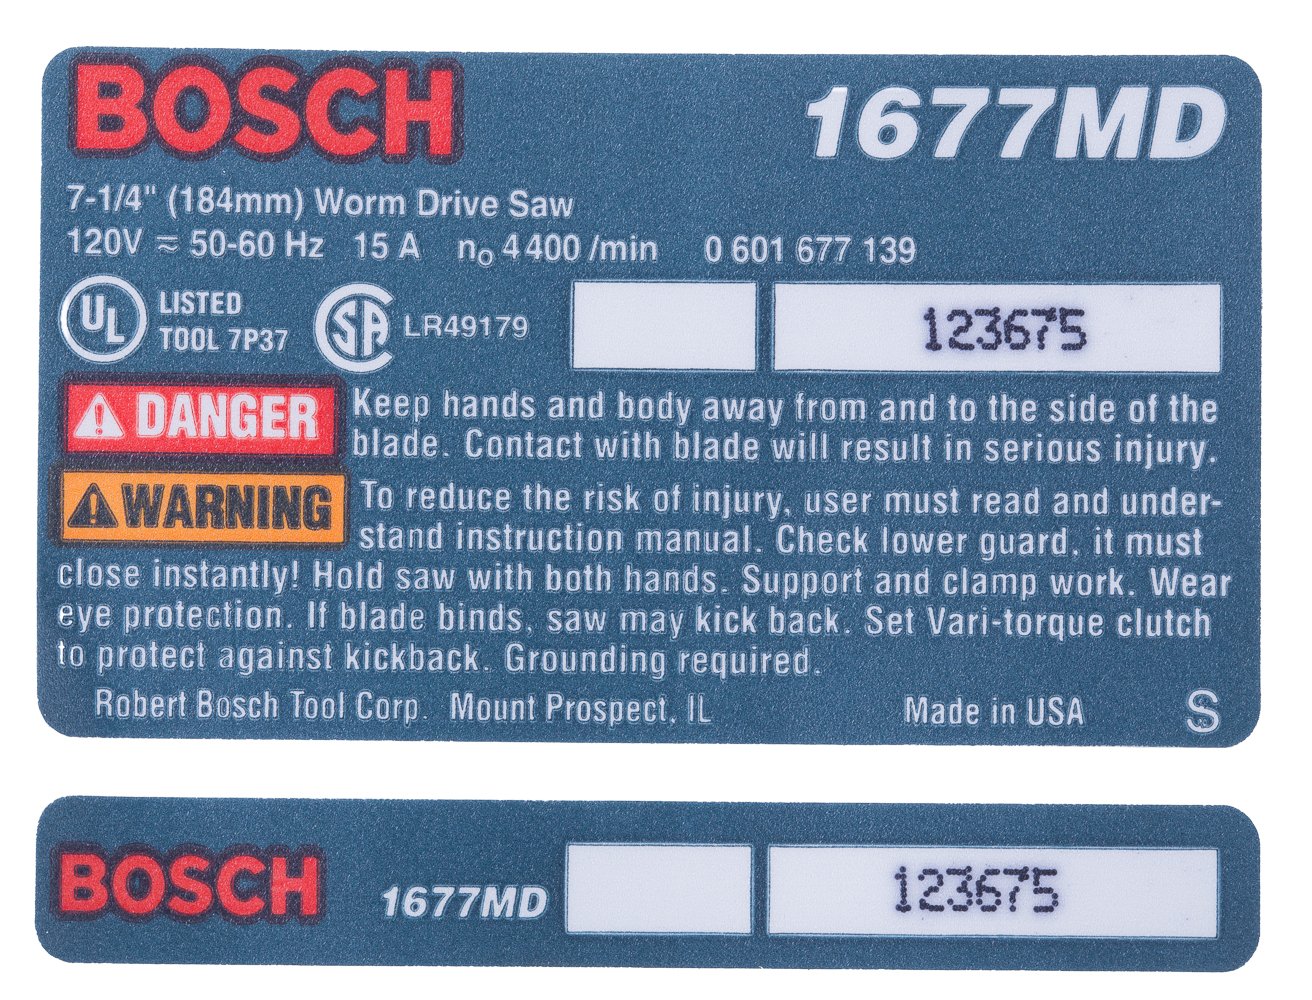 BOSCH 1677MD
7-1/4" (184mm) Worm Drive Saw
120V ≂ 50-60 Hz 15 A no 4400 /min 0 601 677 139
UL LISTED
TOOL 7P37
SA LR49179
123675
DANGER
Keep hands and body away from and to the side of the
blade. Contact with blade will result in serious injury.
WARNING
To reduce the risk of injury, user must read and under-
stand instruction manual. Check lower guard, it must
close instantly! Hold saw with both hands. Support and clamp work. Wear
eye protection. If blade binds, saw may kick back. Set Vari-torque clutch
to protect against kickback. Grounding required.
Robert Bosch Tool Corp. Mount Prospect, IL Made in USA S
BOSCH 1677MD 123675